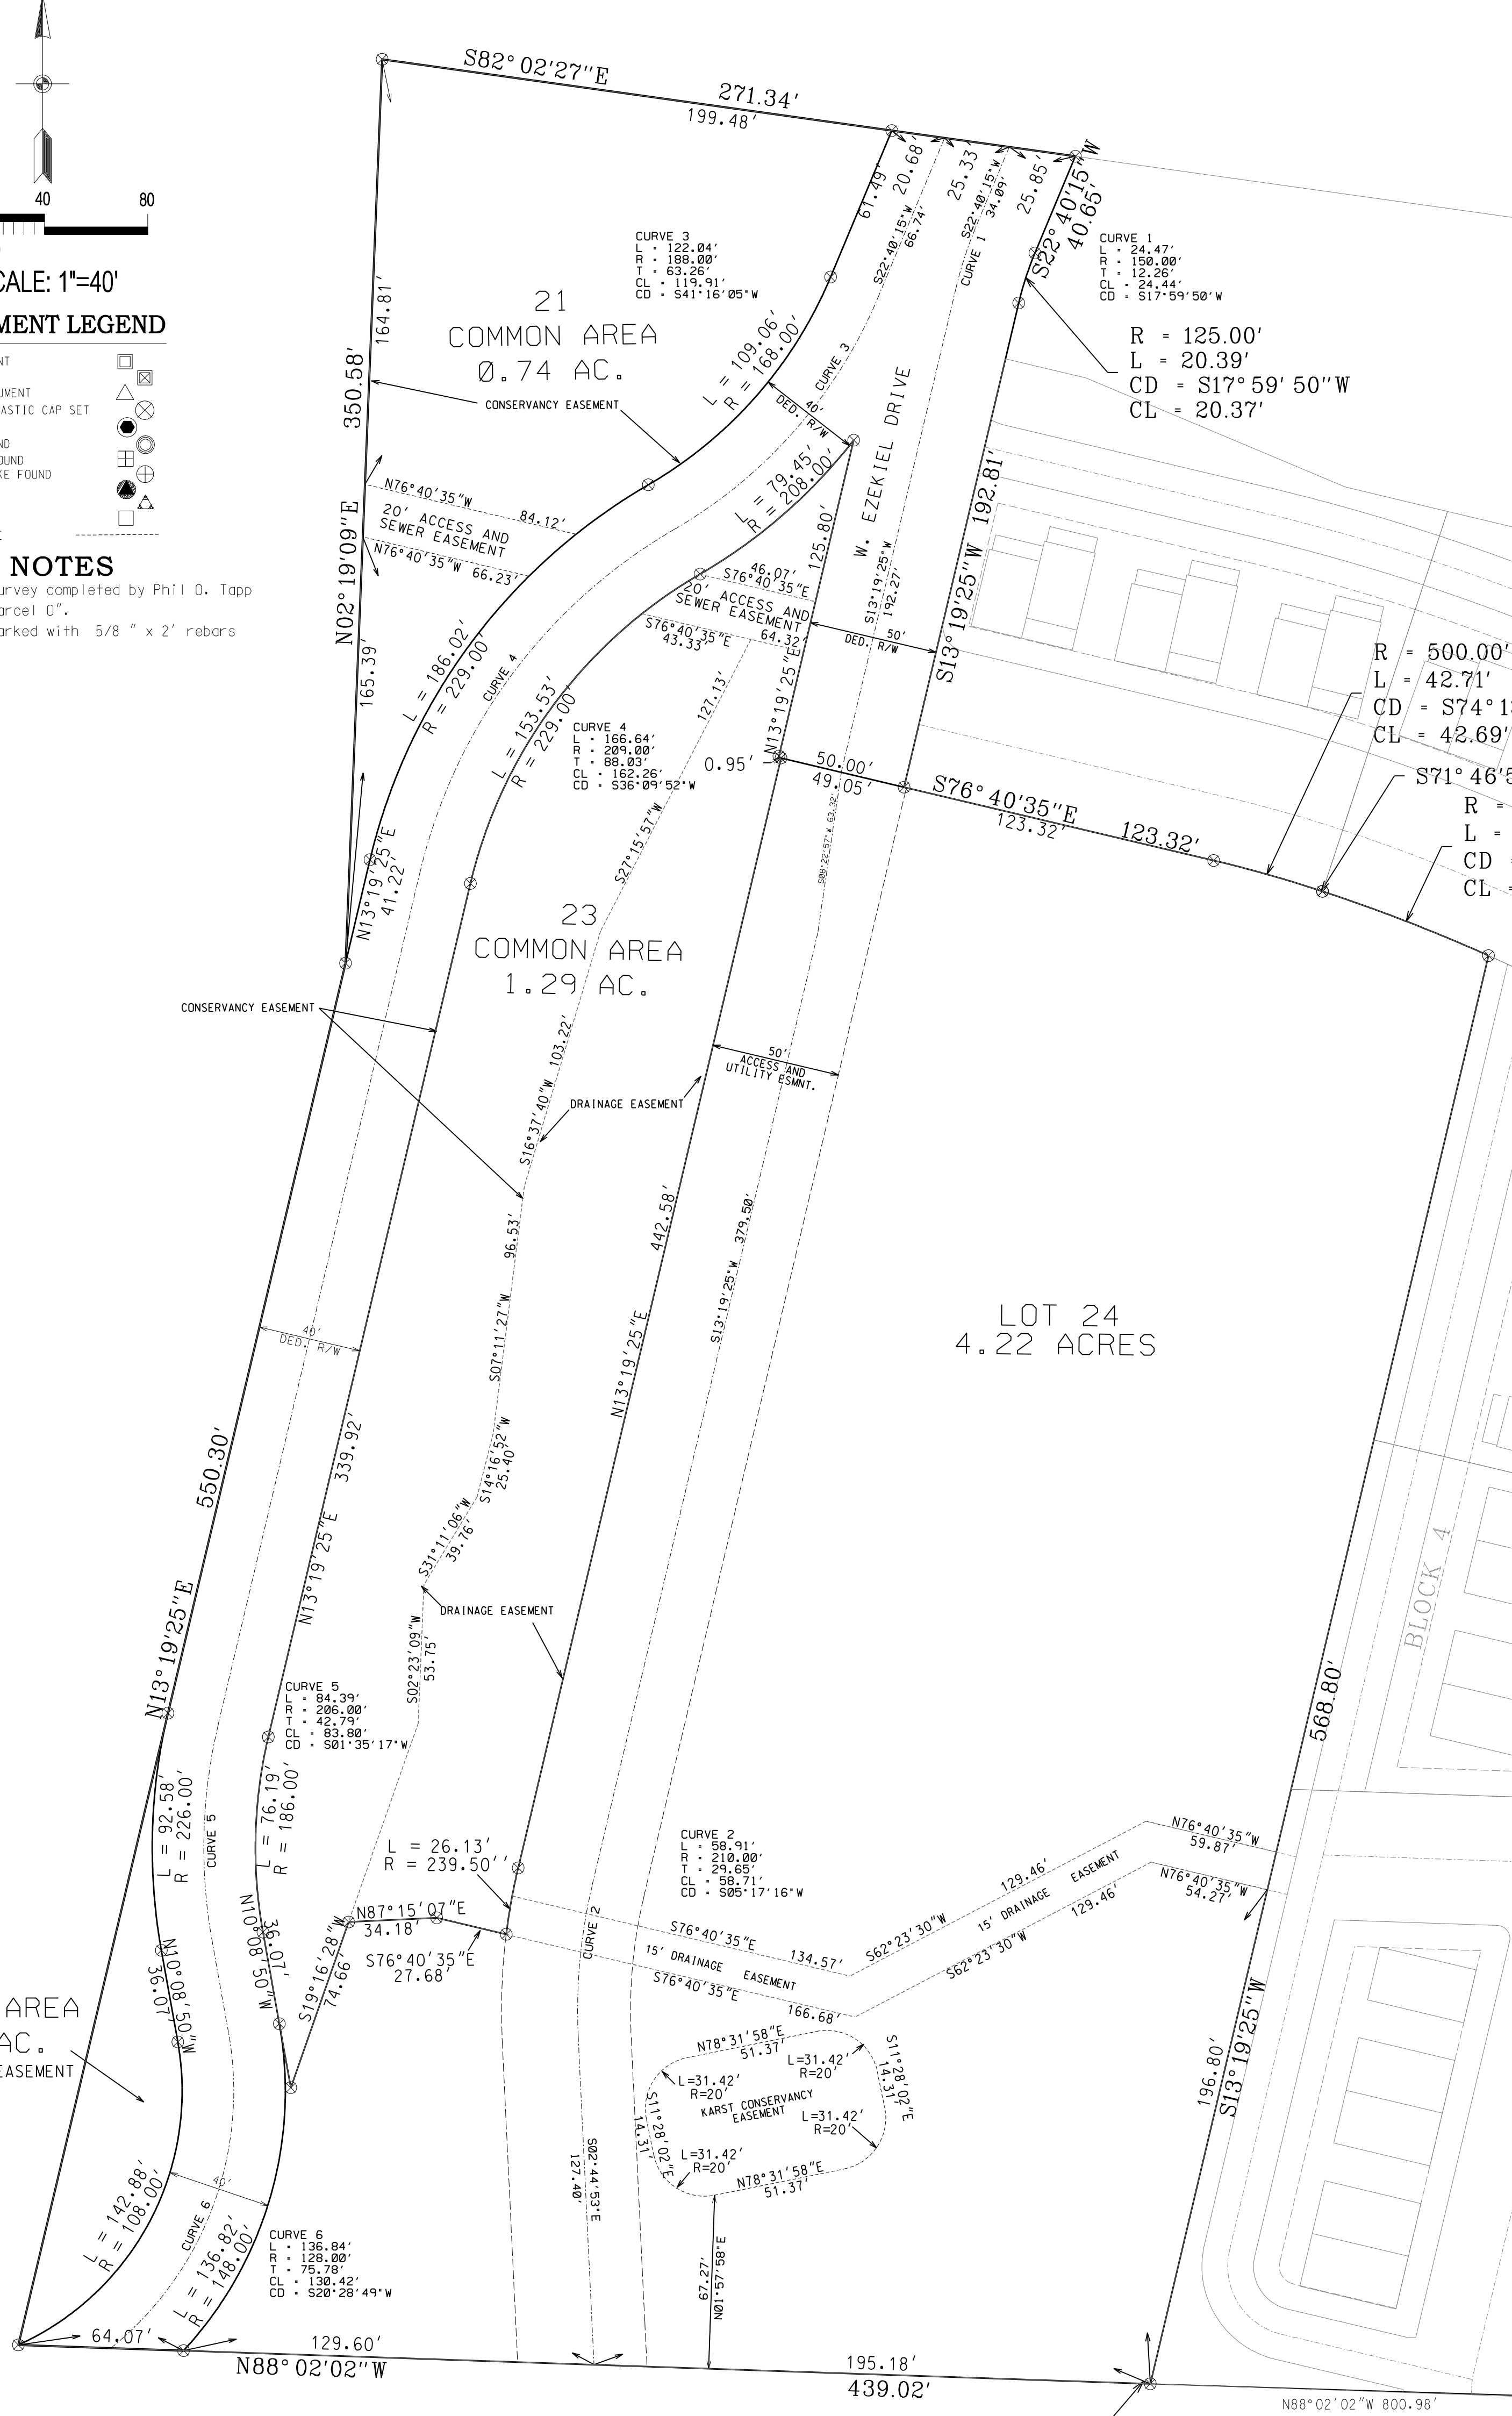 S82°02'27"E
271.34'
199.48'
40
80
CALE: 1"=40'
MENT LEGEND
NT
UMENT
ASTIC CAP SET
ND
OUND
KE FOUND
NOTES
urvey completed by Phil O. Tapp
arcel O".
arked with 5/8 " x 2' rebars
61.49'
20.68'
25.33'
25.85'
S22°40'15"W
66.74'
S22°40'15"W
34.09'
CURVE 1
S22°40'15"W
40.65'
CURVE 3
L = 122.04'
R = 188.00'
T = 63.26'
CL = 119.91'
CD = S41°16'05"W
CURVE 1
L = 24.47'
R = 150.00'
T = 12.26'
CL = 24.44'
CD = S17°59'50"W
R = 125.00'
L = 20.39'
CD = S17°59'50"W
CL = 20.37'
21
COMMON AREA
0.74 AC.
CONSERVANCY EASEMENT
164.81'
350.58'
N02°19'09"E
165.39'
L = 109.06'
R = 168.00'
CURVE 3
40'
DED. R/W
L = 79.45'
R = 208.00'
W. EZEKIEL DRIVE
125.80'
S13°19'25"W
192.27'
S13°19'25"W 192.81'
N76°40'35"W
84.12'
20' ACCESS AND
SEWER EASEMENT
N76°40'35"W 66.23'
46.07'
S76°40'35"E
20' ACCESS AND
SEWER EASEMENT
S76°40'35"E
43.33'
64.32'
50'
DED. R/W
R = 500.00'
L = 42.71'
CD = S74°1
CL = 42.69'
S71°46'5
R =
L =
CD
CL =
L = 186.02'
R = 229.00'
CURVE 4
L = 153.53'
R = 229.00'
127.13'
N13°19'25"E
CURVE 4
L = 166.64'
R = 209.00'
T = 88.03'
CL = 162.26'
CD = S36°09'52"W
0.95'
50.00'
49.05'
S76°40'35"E
123.32'
123.32'
S27°15'57"W
S08°22'57"W 63.32
N13°19'25"E
41.22'
23
COMMON AREA
1.29 AC.
CONSERVANCY EASEMENT
S16°37'40"W 103.22'
50'
ACCESS AND
UTILITY ESMNT.
DRAINAGE EASEMENT
96.53'
S07°11'27"W
442.58'
N13°19'25"E
S13°19'25"W 379.50'
LOT 24
4.22 ACRES
40'
DED. R/W
550.30'
N13°19'25"E
339.92'
N13°19'25"E
S14°16'52"W
25.40'
S31°11'06"W
39.76'
DRAINAGE EASEMENT
S02°23'09"W
53.75'
BLOCK 4
568.80'
CURVE 5
L = 84.39'
R = 206.00'
T = 42.79'
CL = 83.80'
CD = S01°35'17"W
L = 92.58'
R = 226.00'
CURVE 5
L = 76.19'
R = 186.00'
L = 26.13'
R = 239.50'
CURVE 2
L = 58.91'
R = 210.00'
T = 29.65'
CL = 58.71'
CD = S05°17'16"W
N76°40'35"W
59.87'
N76°40'35"W
54.27'
129.46'
15' DRAINAGE EASEMENT
129.46'
S62°23'30"W
S62°23'30"W
N87°15'07"E
34.18'
S76°40'35"E
27.68'
S76°40'35"E
134.57'
15' DRAINAGE EASEMENT
S76°40'35"E
166.68'
CURVE 2
N10°08'50"W
36.07'
N10°08'50"W
36.07'
S19°16'28"W
74.66'
AREA
AC.
EASEMENT
N78°31'58"E
51.37'
L=31.42'
R=20'
S11°28'02"E
14.31'
L=31.42'
R=20'
KARST CONSERVANCY
EASEMENT
S11°28'02"E
14.31'
L=31.42'
R=20'
L=31.42'
R=20'
N78°31'58"E
51.37'
196.80'
S13°19'25"W
S02°44'53"E
127.40'
40'
L = 142.88'
R = 108.00'
CURVE 6
L = 136.82'
R = 148.00'
CURVE 6
L = 136.84'
R = 128.00'
T = 75.78'
CL = 130.42'
CD = S20°28'49"W
67.27'
N01°57'58"E
64.07'
129.60'
N88°02'02"W
195.18'
439.02'
N88°02'02"W 800.98'